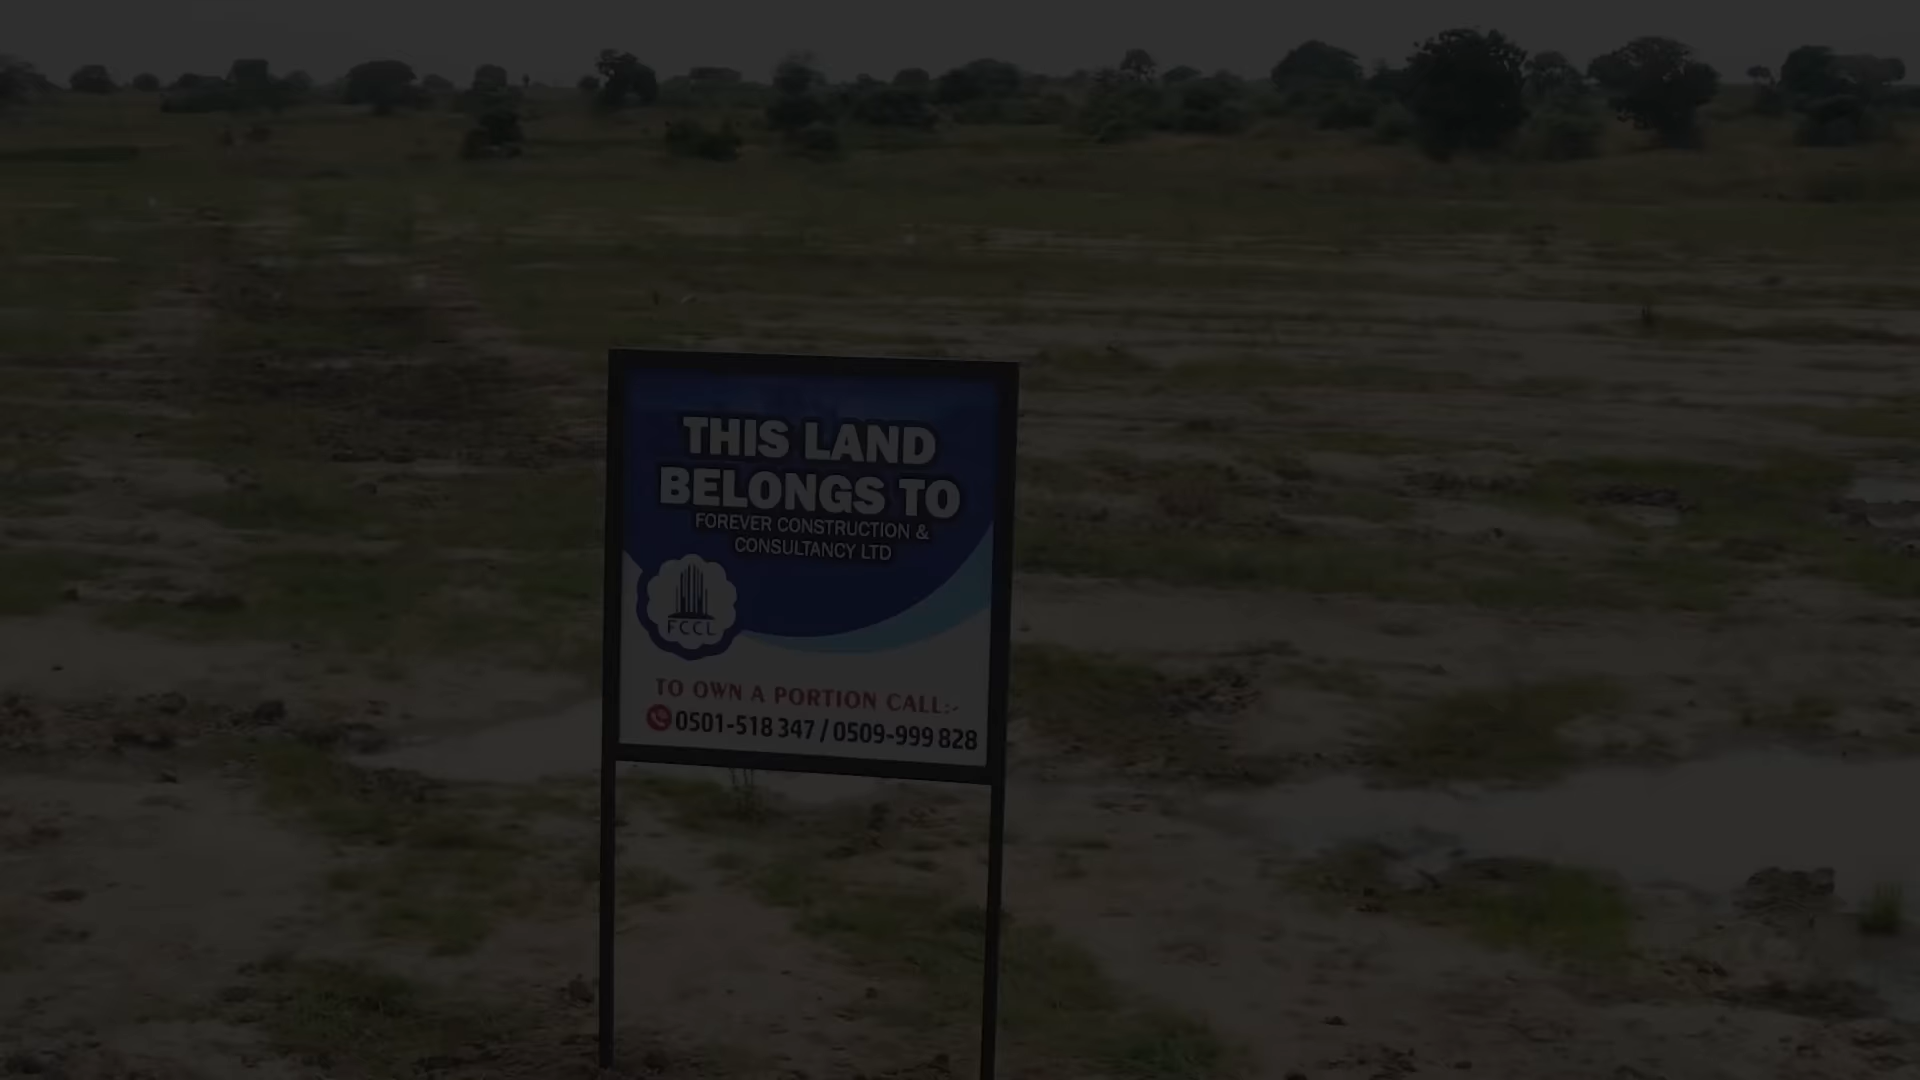 THIS LAND
BELONGS TO
FOREVER CONSTRUCTION &
CONSULTANCY LTD
FCCL
TO OWN A PORTION CALL:-
0501-518 347 / 0509-999 828